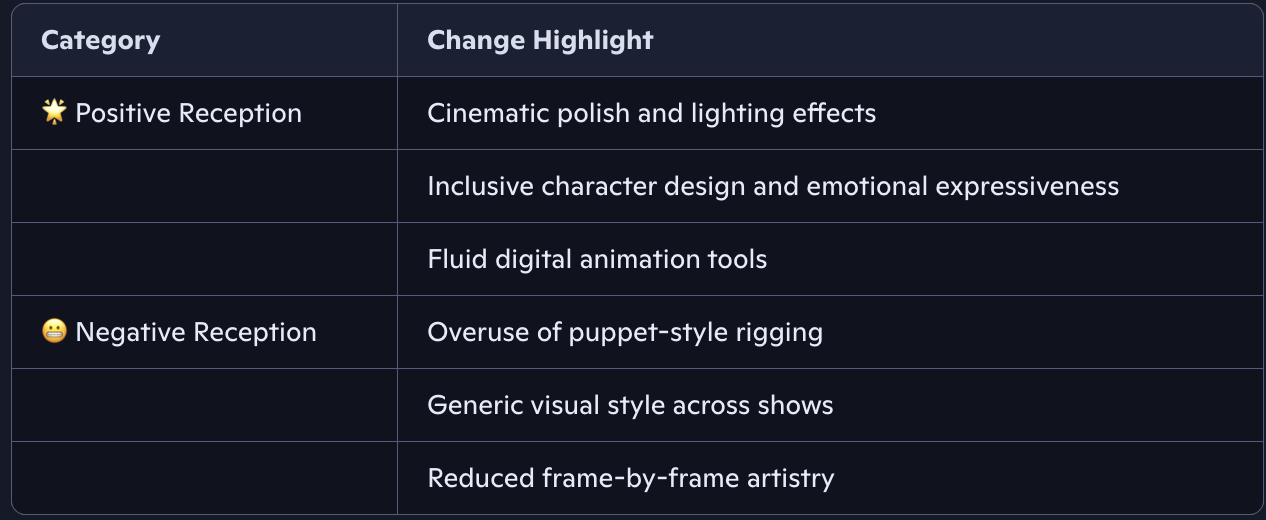 Category
Change Highlight
🌟 Positive Reception
Cinematic polish and lighting effects
Inclusive character design and emotional expressiveness
Fluid digital animation tools
😬 Negative Reception
Overuse of puppet-style rigging
Generic visual style across shows
Reduced frame-by-frame artistry